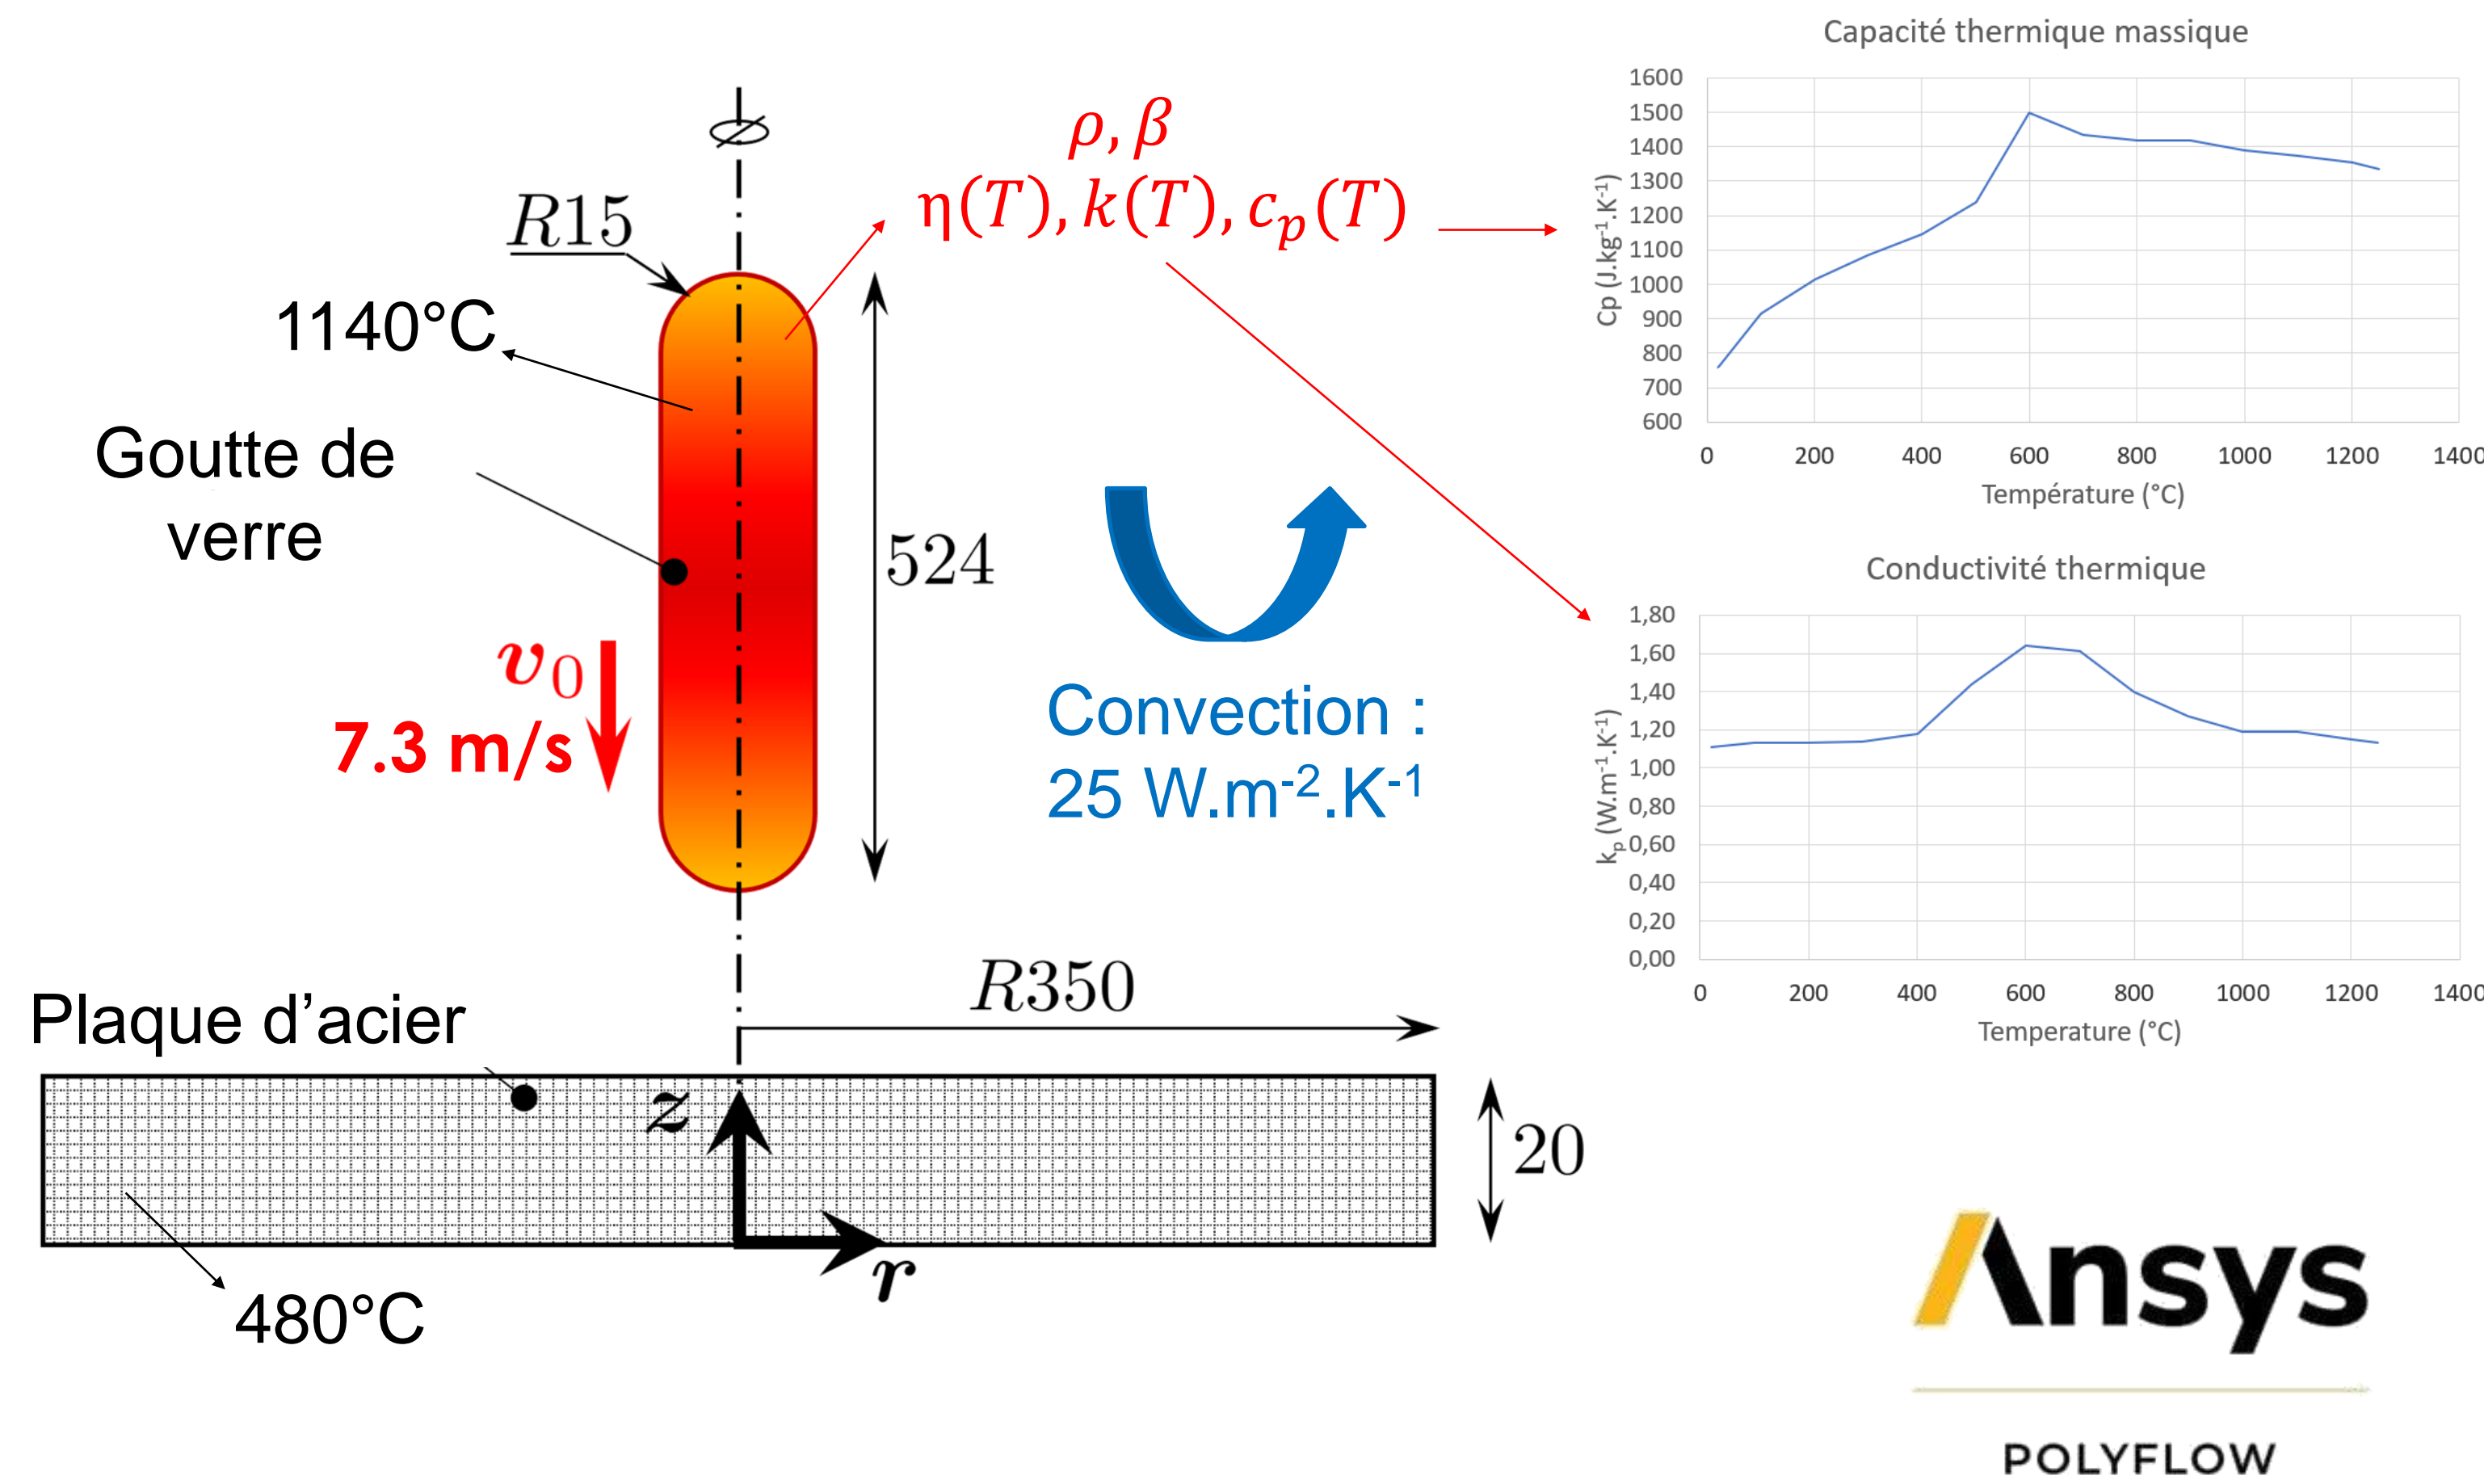 R15
1140°C
Goutte de
verre
v₀
7.3 m/s
524
ρ, β
η(T), k(T), cₚ(T)
Convection :
25 W.m⁻².K⁻¹
Plaque d’acier
R350
z
r
20
480°C
Capacité thermique massique
Cp (J.kg⁻¹.K⁻¹)
1600
1500
1400
1300
1200
1100
1000
900
800
700
600
0 200 400 600 800 1000 1200 1400
Température (°C)
Conductivité thermique
kₚ (W.m⁻¹.K⁻¹)
1,80
1,60
1,40
1,20
1,00
0,80
0,60
0,40
0,20
0,00
0 200 400 600 800 1000 1200 1400
Temperature (°C)
Ansys
POLYFLOW